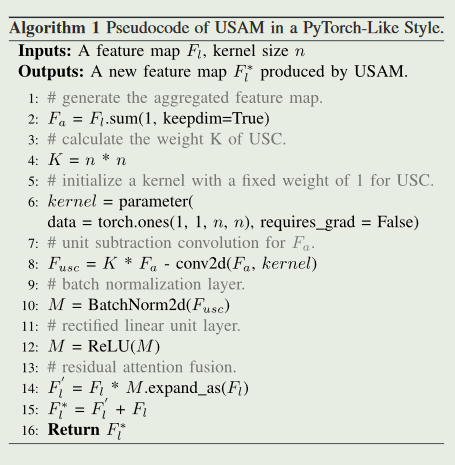 Algorithm 1 Pseudocode of USAM in a PyTorch-Like Style.
Inputs: A feature map F_l, kernel size n
Outputs: A new feature map F_l^* produced by USAM.
1: # generate the aggregated feature map.
2: F_a = F_l.sum(1, keepdim=True)
3: # calculate the weight K of USC.
4: K = n * n
5: # initialize a kernel with a fixed weight of 1 for USC.
6: kernel = parameter(
data = torch.ones(1, 1, n, n), requires_grad = False)
7: # unit subtraction convolution for F_a.
8: F_usc = K * F_a - conv2d(F_a, kernel)
9: # batch normalization layer.
10: M = BatchNorm2d(F_usc)
11: # rectified linear unit layer.
12: M = ReLU(M)
13: # residual attention fusion.
14: F_l^' = F_l * M.expand_as(F_l)
15: F_l^* = F_l^' + F_l
16: Return F_l^*